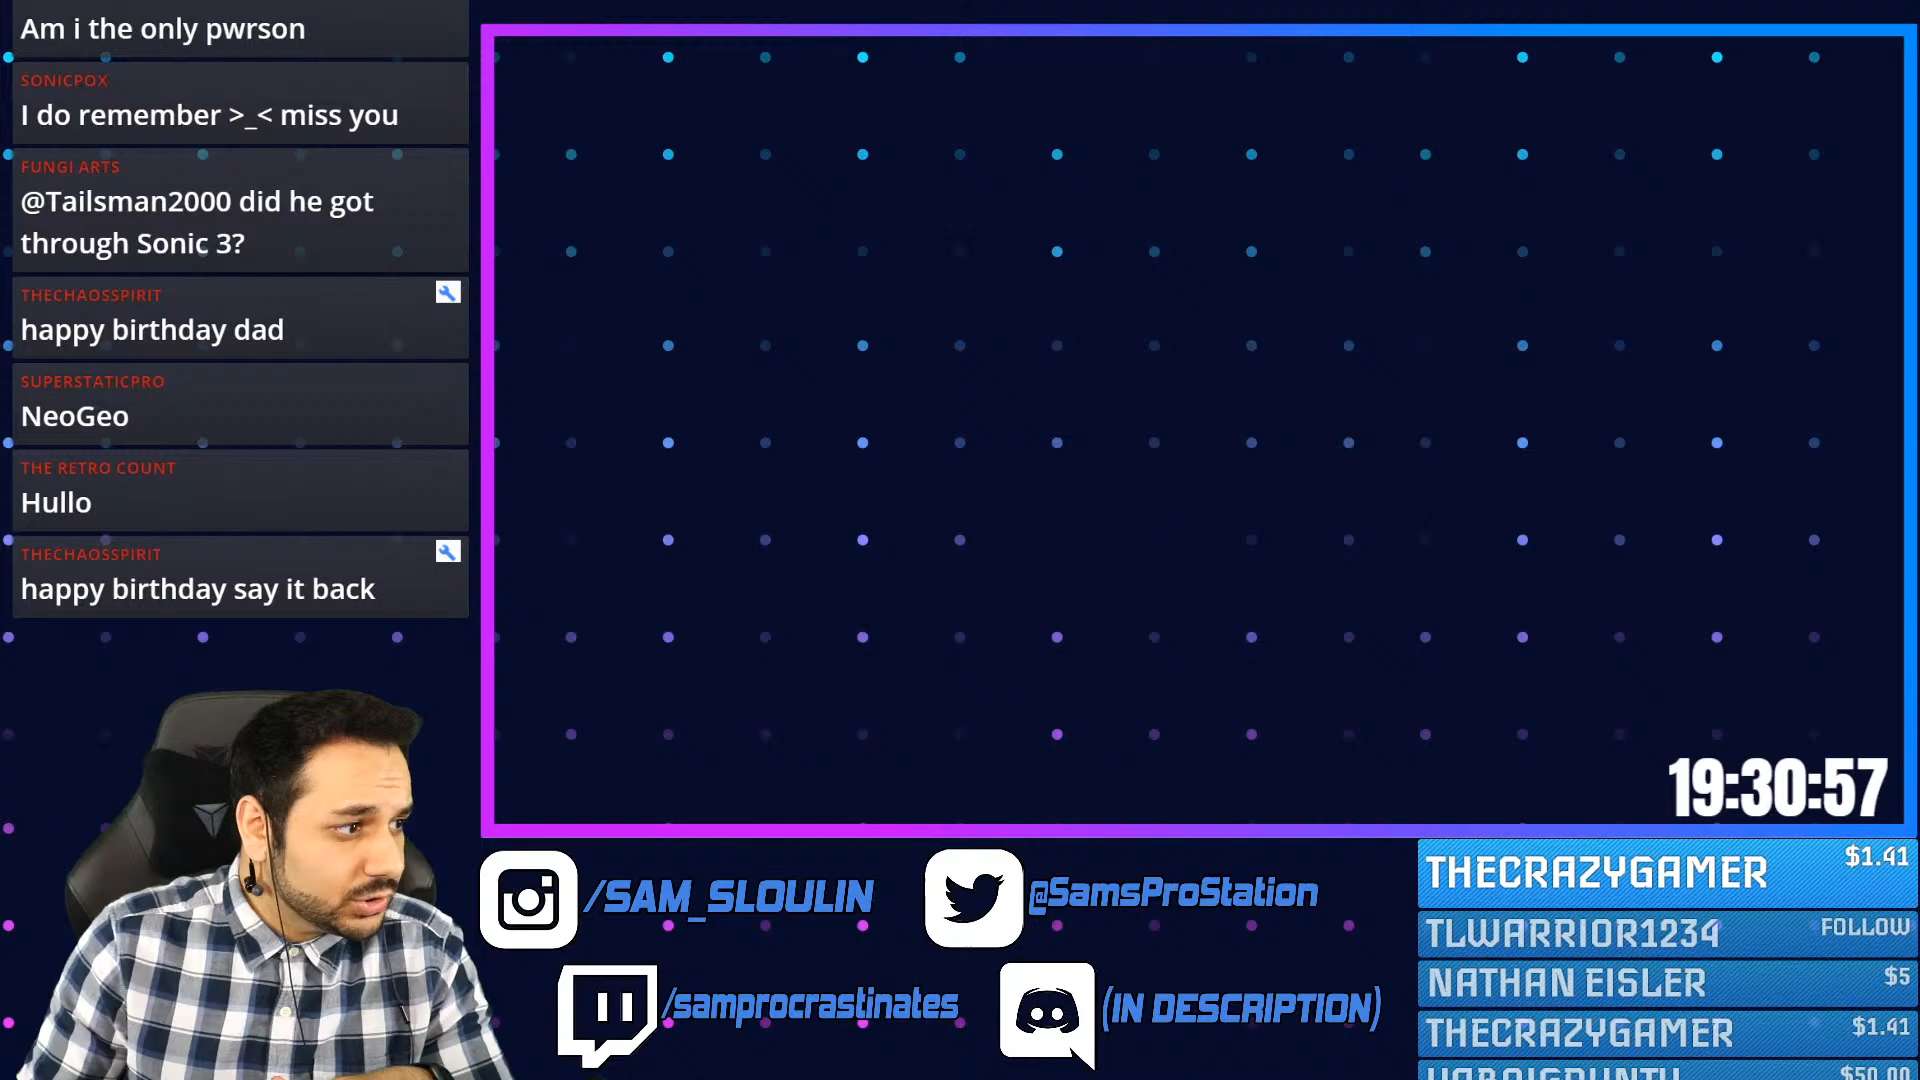 Am i the only pwrson
SONICPOX
I do remember >_< miss you
FUNGI ARTS
@Tailsman2000 did he got
through Sonic 3?
THECHAOSSPIRIT
happy birthday dad
SUPERSTATICPRO
NeoGeo
THE RETRO COUNT
Hullo
THECHAOSSPIRIT
happy birthday say it back
19:30:57
/SAM_SLOULIN
@SamsProStation
/samprocrastinates
(IN DESCRIPTION)
THECRAZYGAMER $1.41
TLWARRIOR1234 FOLLOW
NATHAN EISLER $5
THECRAZYGAMER $1.41
$50.00